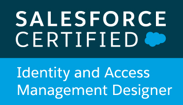 SALESFORCE
CERTIFIED
Identity and Access
Management Designer